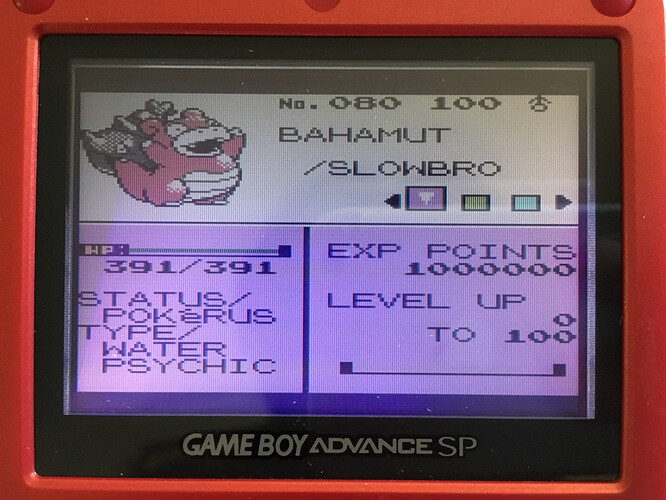 No. 080 100 ♂
BAHAMUT
/SLOWBRO
HP:
391/391
STATUS/
POKéRUS
TYPE/
WATER
PSYCHIC
EXP POINTS
1000000
LEVEL UP
0
TO 100
GAME BOY ADVANCE SP